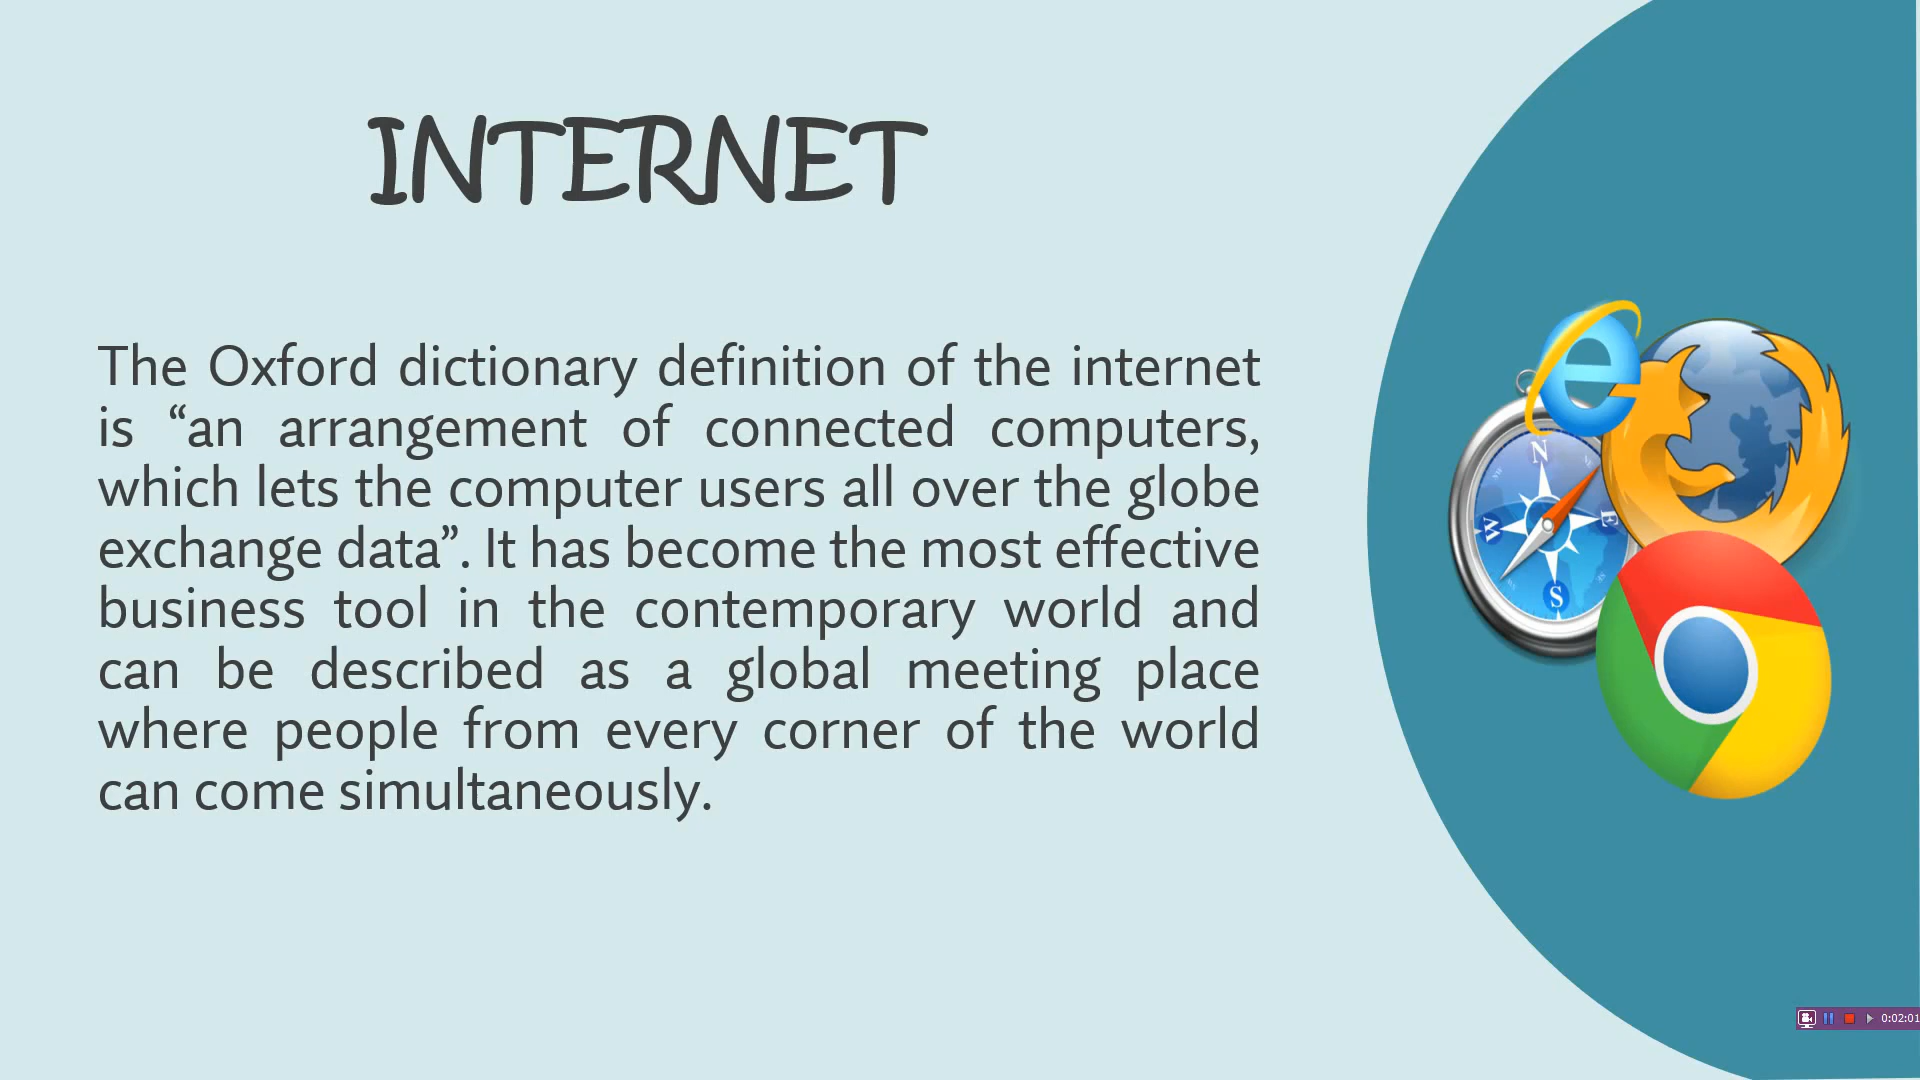 INTERNET
The Oxford dictionary definition of the internet
is “an arrangement of connected computers,
which lets the computer users all over the globe
exchange data”. It has become the most effective
business tool in the contemporary world and
can be described as a global meeting place
where people from every corner of the world
can come simultaneously.
N
W
E
S
0:02:01